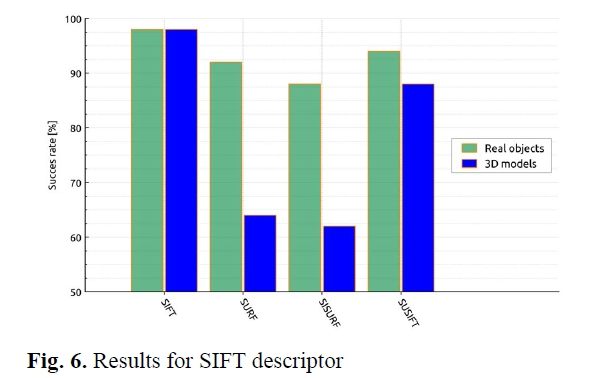 100
90
80
70
60
50
Succes rate [%]
Real objects
3D models
SIFT
SURF
SISURF
SUSIFT
Fig. 6. Results for SIFT descriptor